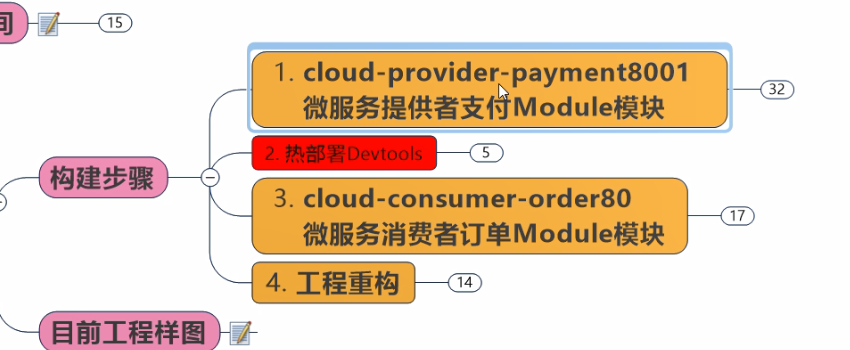 间
15
1. cloud-provider-payment8001
微服务提供者支付Module模块
32
2. 热部署Devtools
5
构建步骤
3. cloud-consumer-order80
微服务消费者订单Module模块
17
4. 工程重构
14
目前工程样图